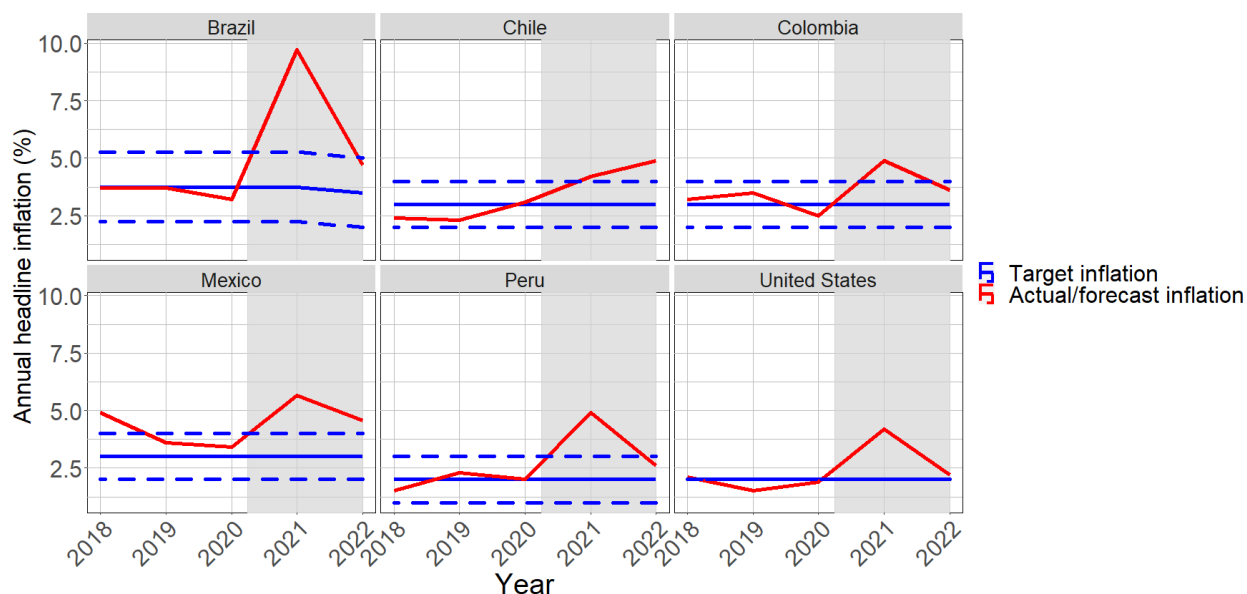 Brazil
Chile
Colombia
10.0
7.5
5.0
2.5
Mexico
Peru
United States
10.0
7.5
5.0
2.5
2018
2019
2020
2021
2022
2018
2019
2020
2021
2022
2018
2019
2020
2021
2022
Year
Annual headline inflation (%)
Target inflation
Actual/forecast inflation